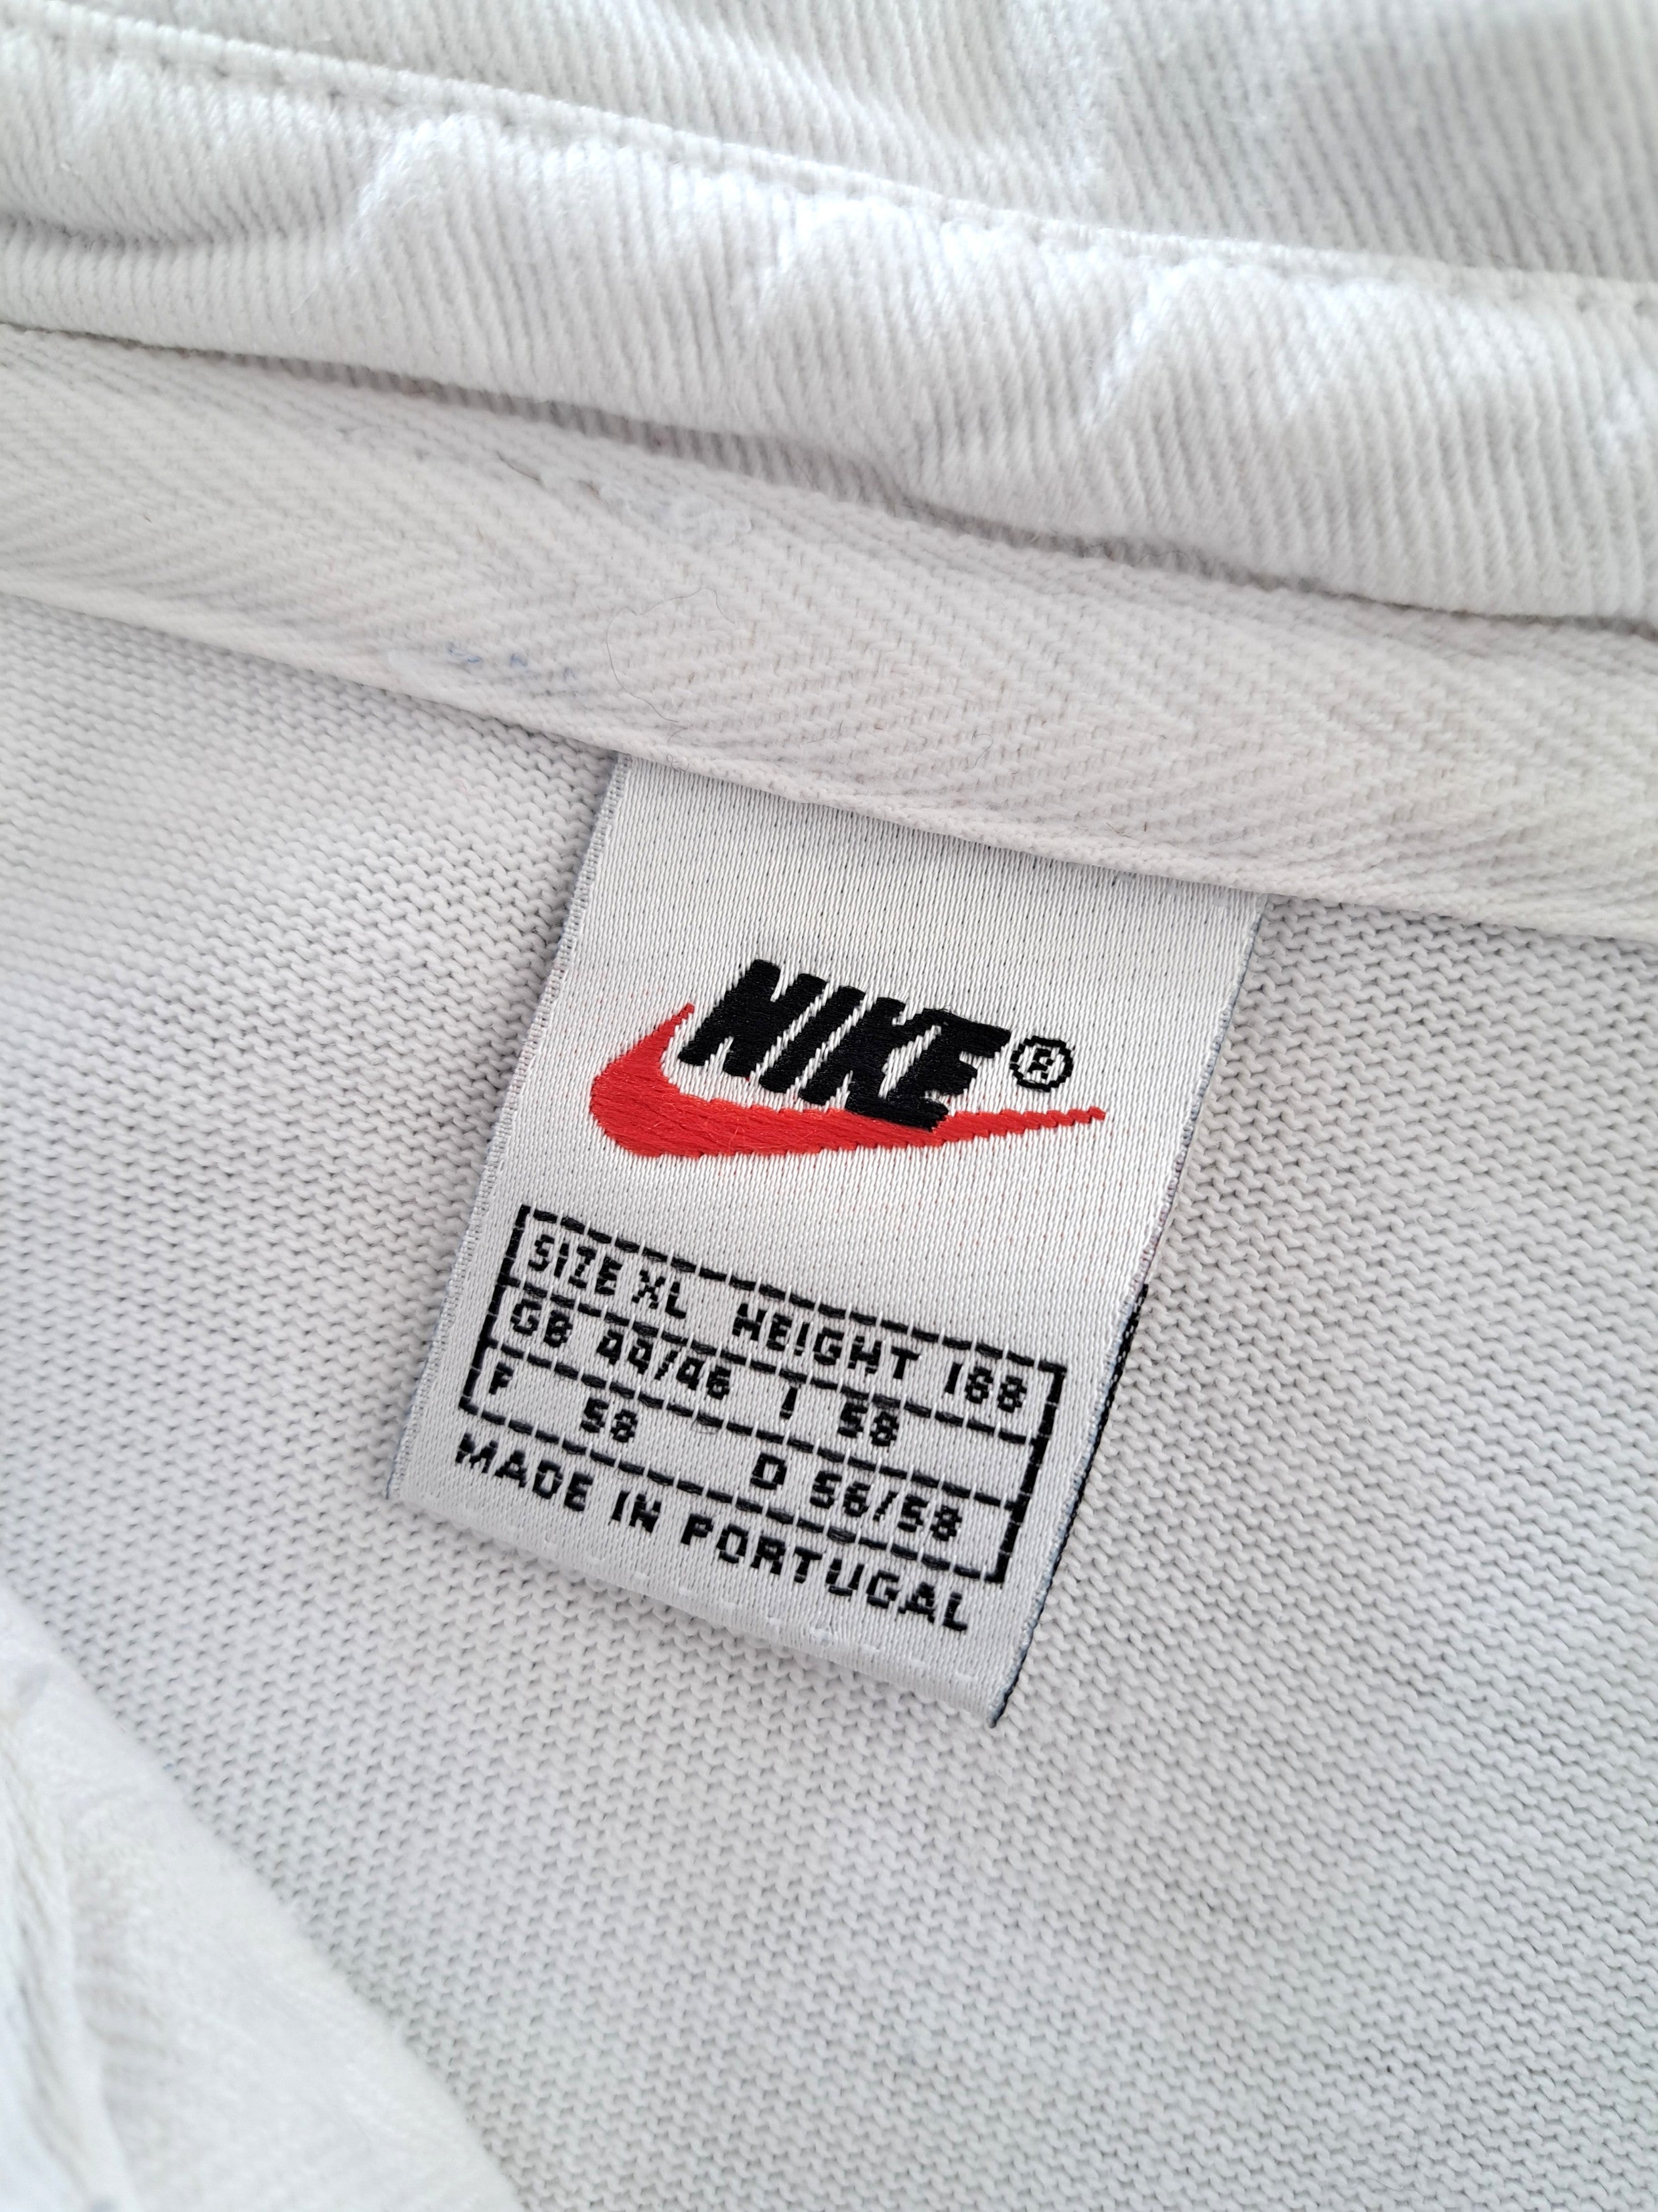 NIKE®
SIZE XL HEIGHT 188
GB 44/46 I 58
F 58 D 56/58
MADE IN PORTUGAL